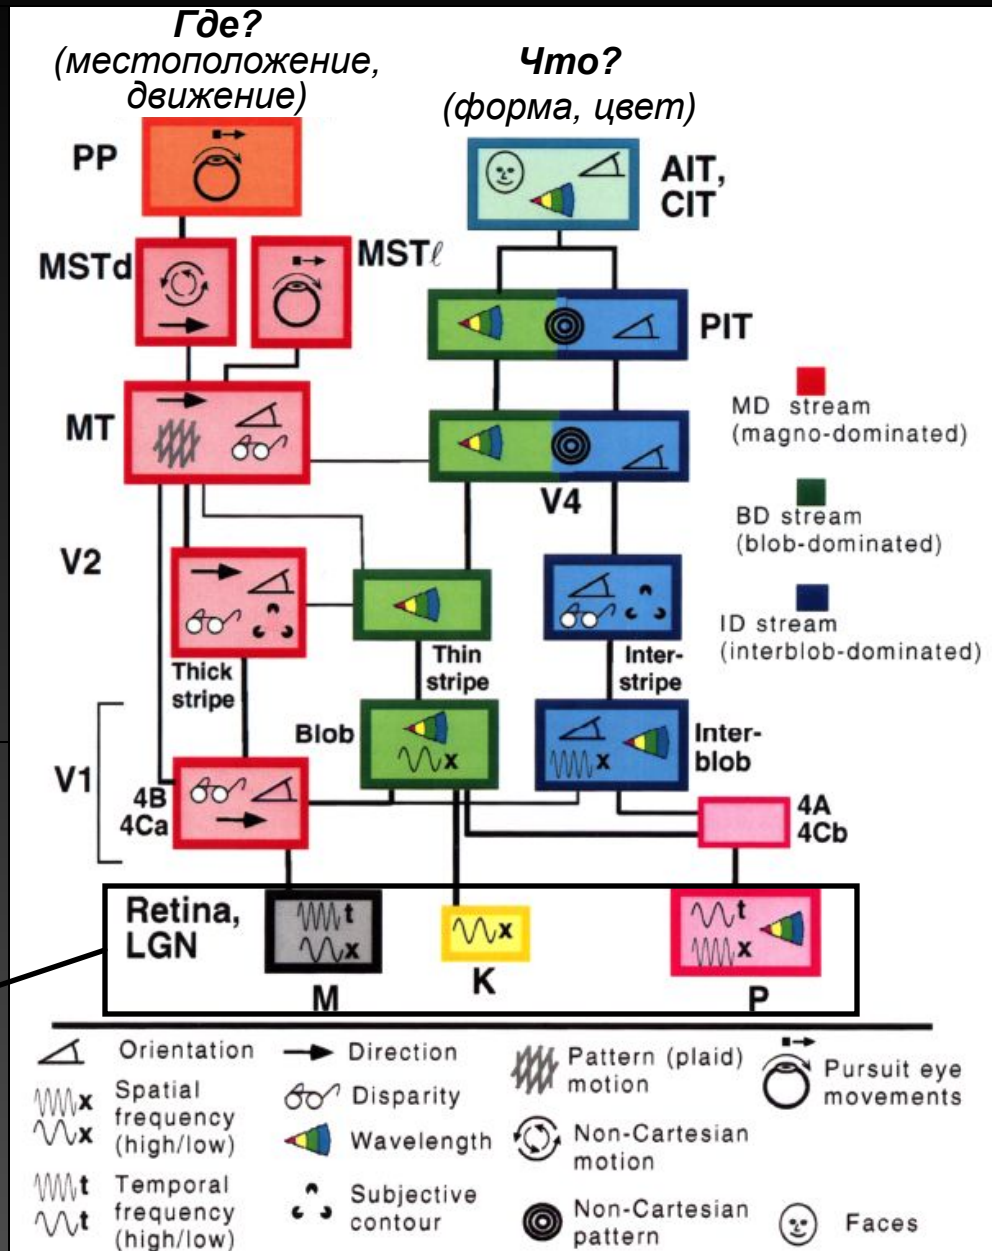 Где?
(местоположение,
движение)
Что?
(форма, цвет)
PP
AIT,
CIT
MSTd
MSTℓ
PIT
MT
V4
MD stream
(magno-dominated)
BD stream
(blob-dominated)
ID stream
(interblob-dominated)
V2
Thick
stripe
Thin
stripe
Inter-
stripe
V1
Blob
x
x
Inter-
blob
4B
4Ca
4A
4Cb
Retina,
LGN
t
x
M
x
K
t
x
P
Orientation
Direction
Pattern (plaid)
motion
Pursuit eye
movements
x
x
Spatial
frequency
(high/low)
Disparity
Wavelength
Non-Cartesian
motion
t
t
Temporal
frequency
(high/low)
Subjective
contour
Non-Cartesian
pattern
Faces